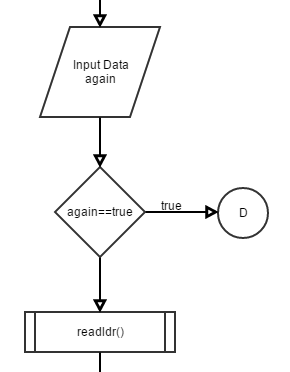 Input Data
again
again==true
true
D
readldr()